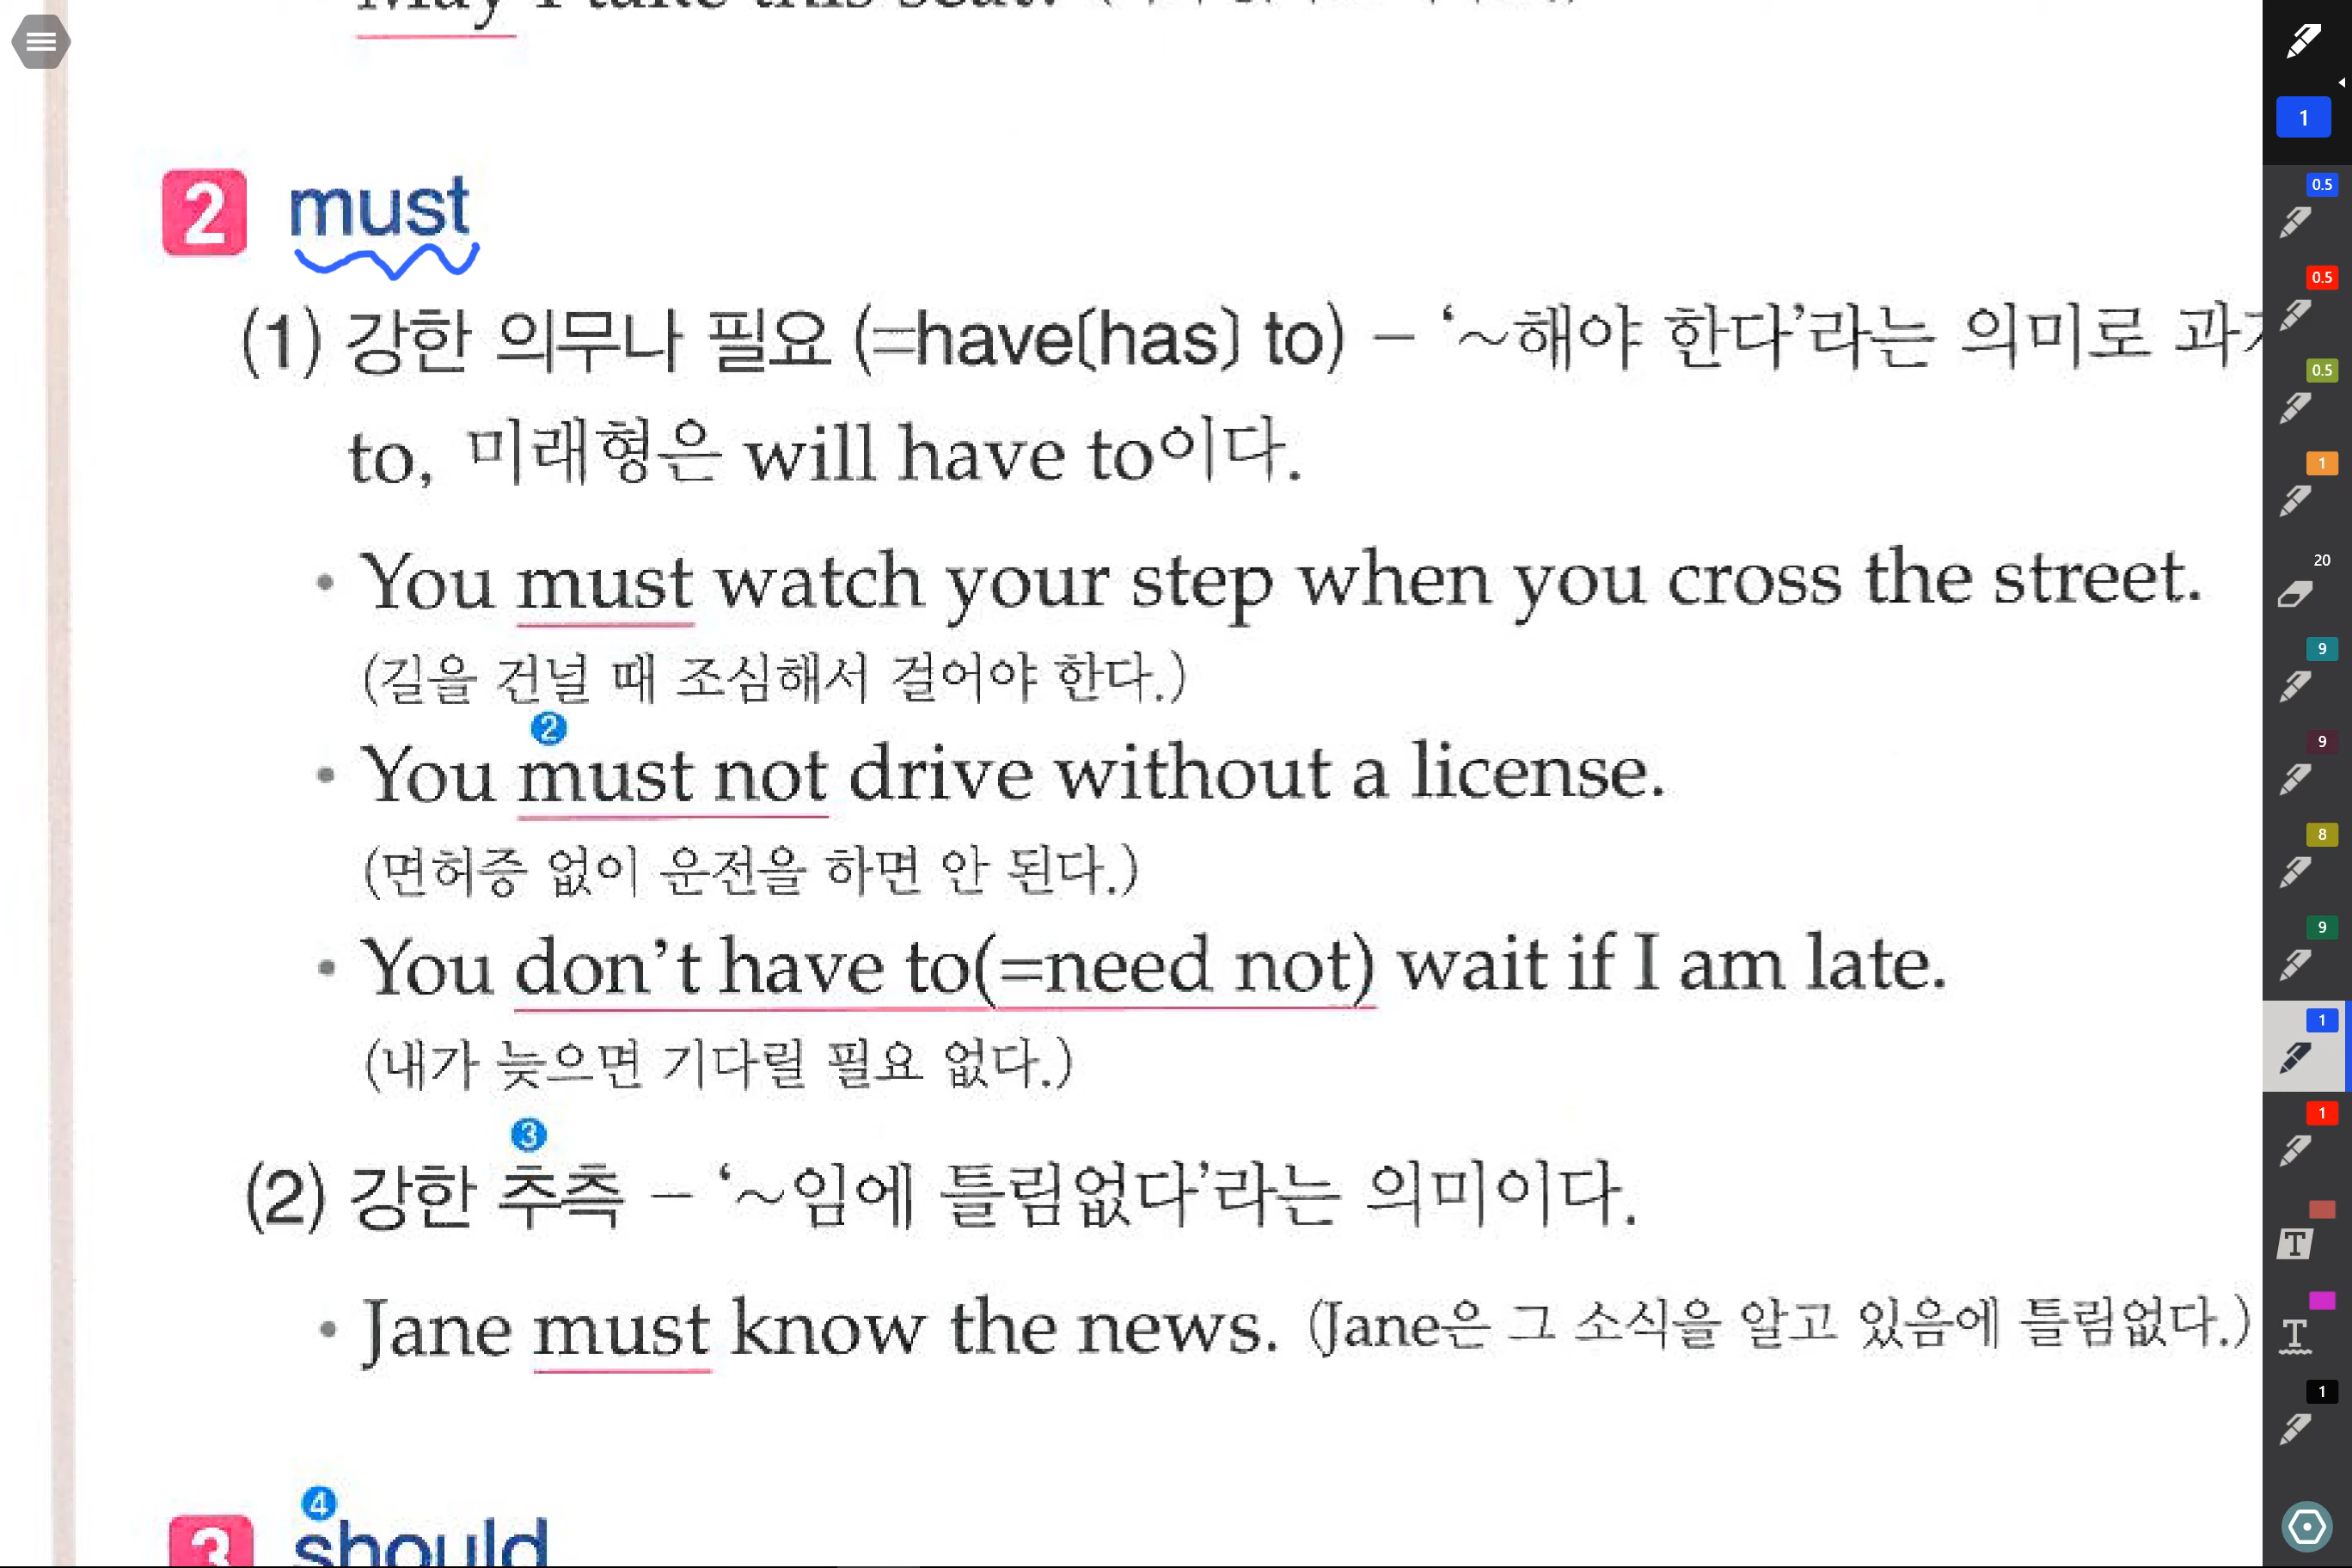 May I take this seat?
2 must
(1) 강한 의무나 필요 (=have(has) to) – ‘~해야 한다’라는 의미로 과
to, 미래형은 will have to이다.
• You must watch your step when you cross the street.
(길을 건널 때 조심해서 걸어야 한다.)
2
• You must not drive without a license.
(면허증 없이 운전을 하면 안 된다.)
• You don’t have to(=need not) wait if I am late.
(내가 늦으면 기다릴 필요 없다.)
3
(2) 강한 추측 – ‘~임에 틀림없다’라는 의미이다.
• Jane must know the news. (Jane은 그 소식을 알고 있음에 틀림없다.)
4
3 should
1
0.5
0.5
0.5
1
20
9
9
8
9
1
1
T
T
1